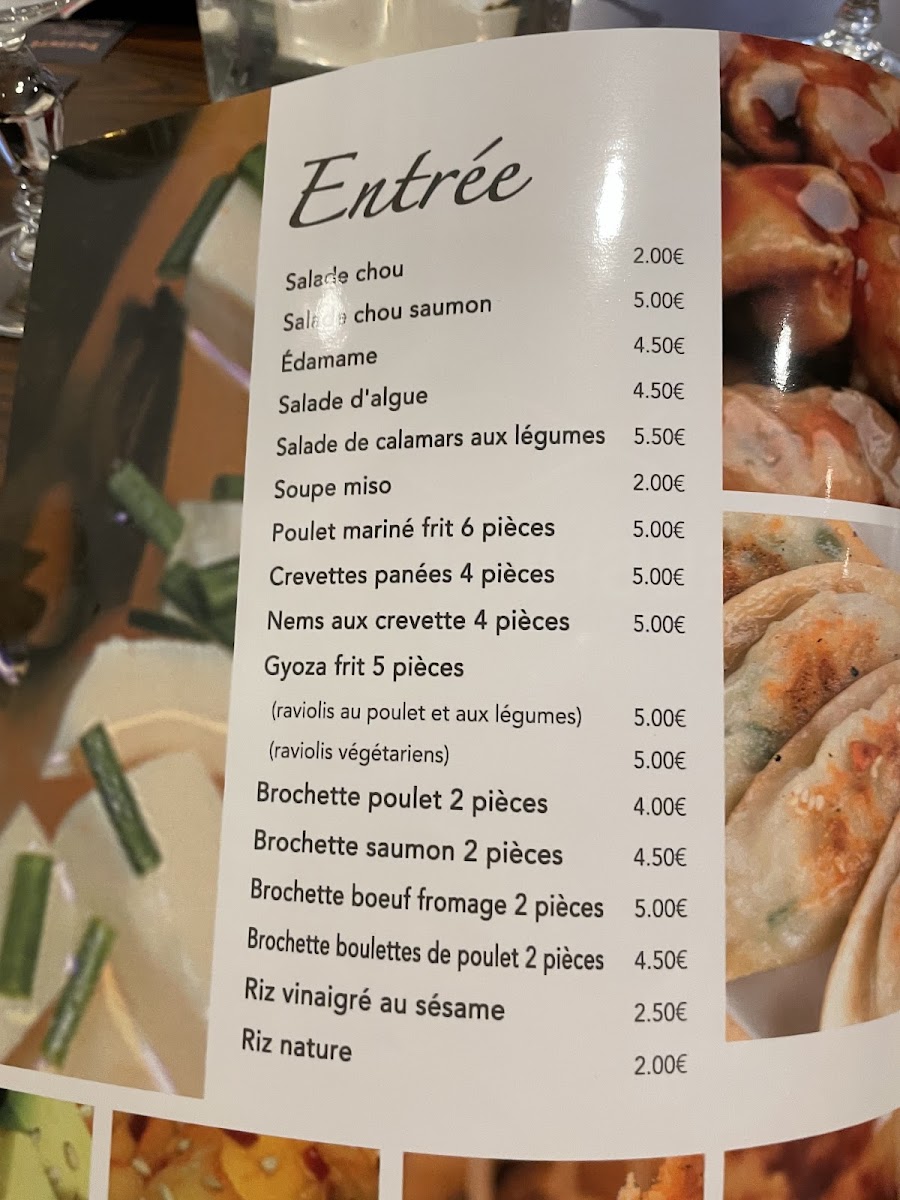 Entrée
Salade chou 2.00€
Salade chou saumon 5.00€
Édamame 4.50€
Salade d'algue 4.50€
Salade de calamars aux légumes 5.50€
Soupe miso 2.00€
Poulet mariné frit 6 pièces 5.00€
Crevettes panées 4 pièces 5.00€
Nems aux crevette 4 pièces 5.00€
Gyoza frit 5 pièces
(raviolis au poulet et aux légumes) 5.00€
(raviolis végétariens) 5.00€
Brochette poulet 2 pièces 4.00€
Brochette saumon 2 pièces 4.50€
Brochette boeuf fromage 2 pièces 5.00€
Brochette boulettes de poulet 2 pièces 4.50€
Riz vinaigré au sésame 2.50€
Riz nature 2.00€